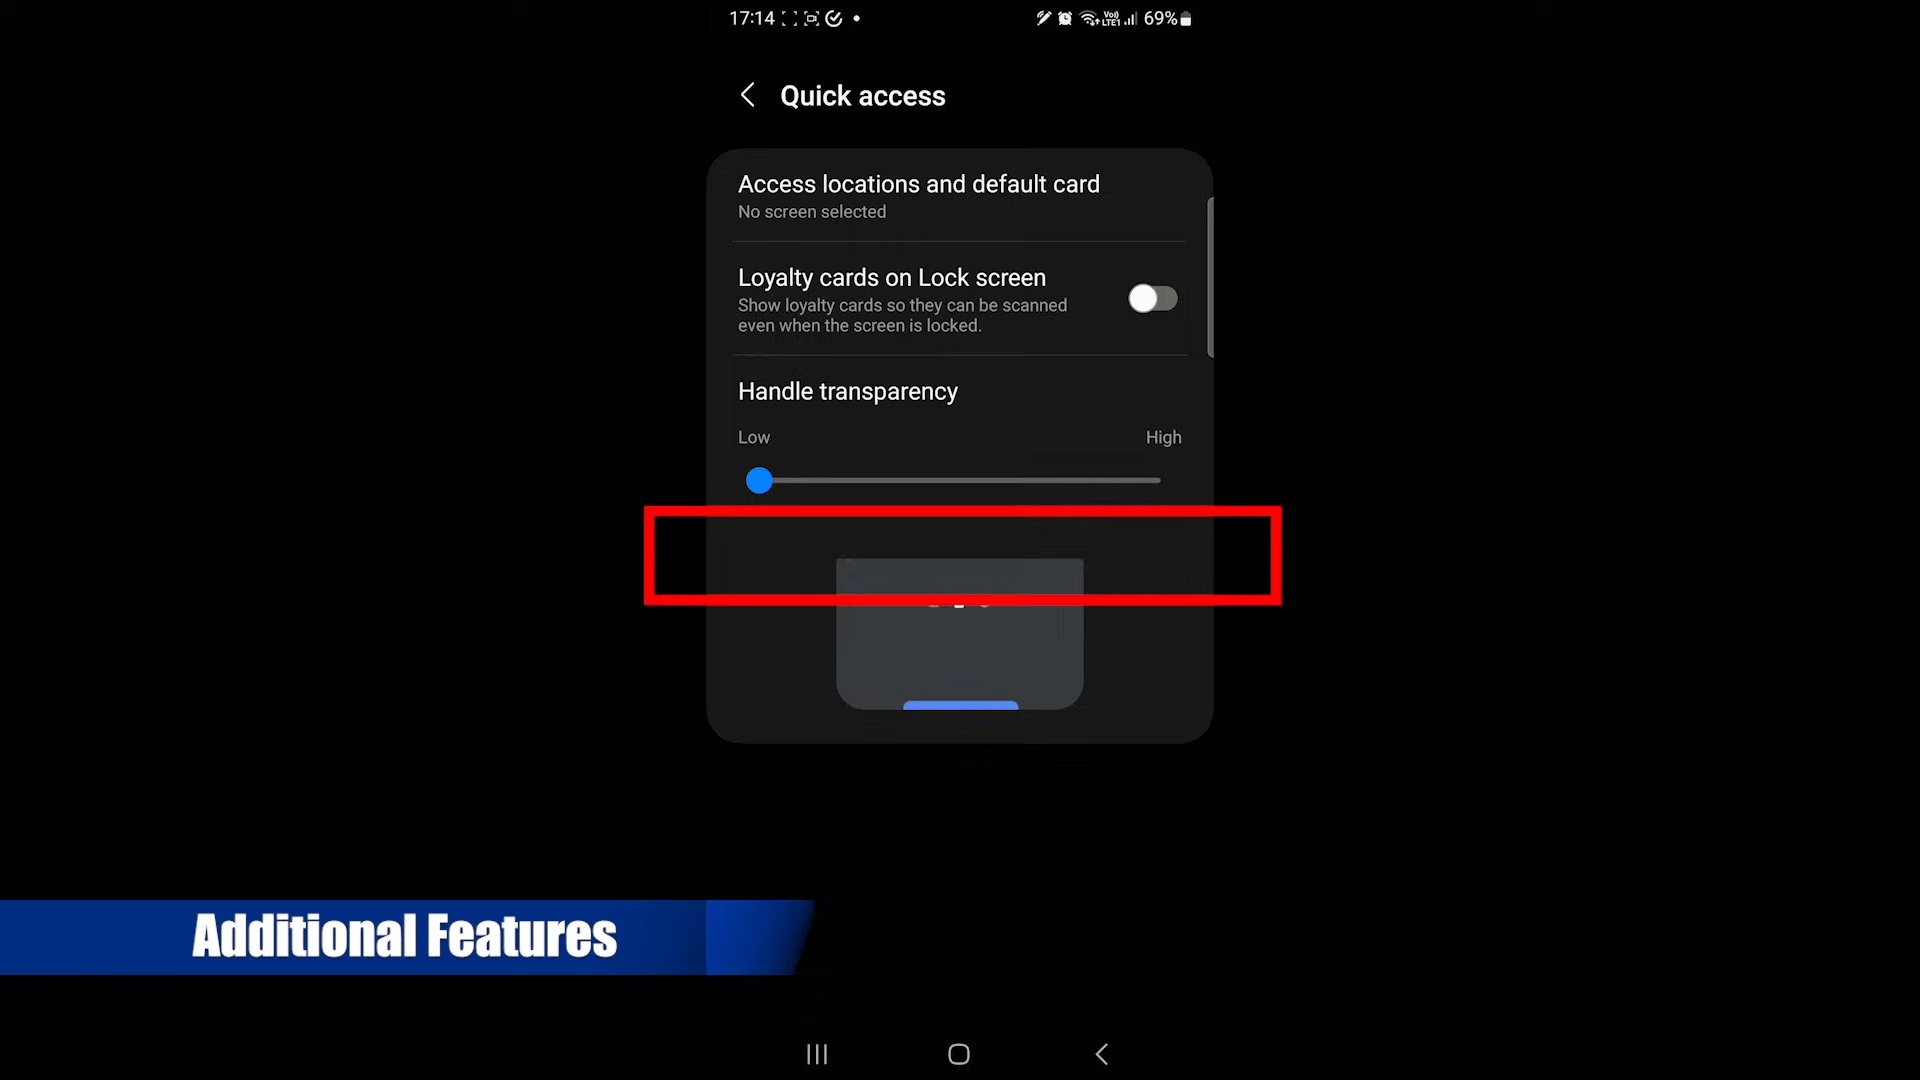 17:14
Vo)) LTE1 69%
Quick access
Access locations and default card
No screen selected
Loyalty cards on Lock screen
Show loyalty cards so they can be scanned
even when the screen is locked.
Handle transparency
Low High
Additional Features